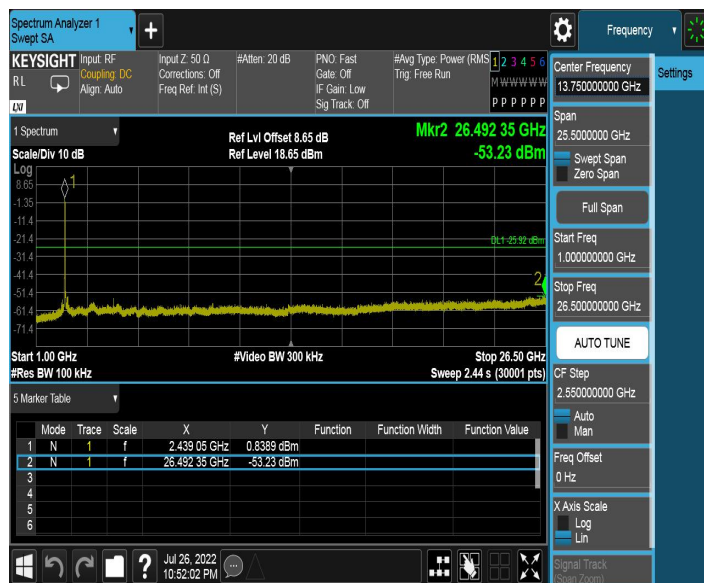 Spectrum Analyzer 1
Swept SA
+
Frequency
KEYSIGHT
RL
LXI
Input: RF
Coupling: DC
Align: Auto
Input Z: 50 Ω
Corrections: Off
Freq Ref: Int (S)
#Atten: 20 dB
PNO: Fast
Gate: Off
IF Gain: Low
Sig Track: Off
#Avg Type: Power (RMS
Trig: Free Run
1 2 3 4 5 6
M W W W W W
P P P P P P
1 Spectrum
Scale/Div 10 dB
Ref Lvl Offset 8.65 dB
Ref Level 18.65 dBm
Mkr2 26.492 35 GHz
-53.23 dBm
Log
8.65
-1.35
-11.4
-21.4
-31.4
-41.4
-51.4
-61.4
-71.4
1
DL1 -25.92 dBm
2
Start 1.00 GHz
#Video BW 300 kHz
Stop 26.50 GHz
#Res BW 100 kHz
Sweep 2.44 s (30001 pts)
5 Marker Table
Mode Trace Scale X Y Function Function Width Function Value
1 N 1 f 2.439 05 GHz 0.8389 dBm
2 N 1 f 26.492 35 GHz -53.23 dBm
3
4
5
6
?
Jul 26, 2022
10:52:02 PM
Center Frequency
13.750000000 GHz
Settings
Span
25.5000000 GHz
Swept Span
Zero Span
Full Span
Start Freq
1.000000000 GHz
Stop Freq
26.500000000 GHz
AUTO TUNE
CF Step
2.550000000 GHz
Auto
Man
Freq Offset
0 Hz
X Axis Scale
Log
Lin
Signal Track
(Span Zoom)